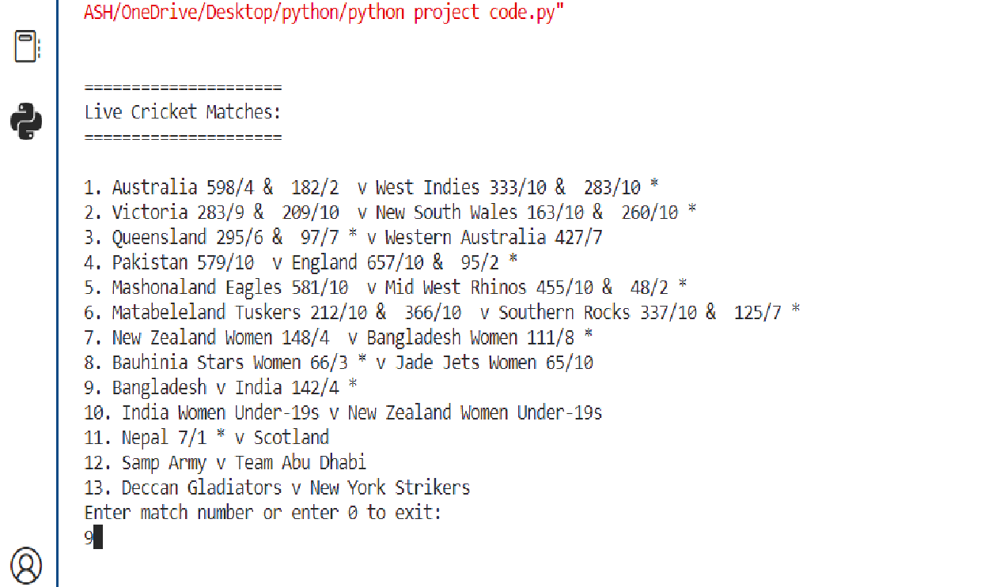 ASH/OneDrive/Desktop/python/python project code.py"
=====================
Live Cricket Matches:
=====================
1. Australia 598/4 &  182/2  v West Indies 333/10 &  283/10 *
2. Victoria 283/9 &  209/10  v New South Wales 163/10 &  260/10 *
3. Queensland 295/6 &  97/7 * v Western Australia 427/7
4. Pakistan 579/10  v England 657/10 &  95/2 *
5. Mashonaland Eagles 581/10  v Mid West Rhinos 455/10 &  48/2 *
6. Matabeleland Tuskers 212/10 &  366/10  v Southern Rocks 337/10 &  125/7 *
7. New Zealand Women 148/4  v Bangladesh Women 111/8 *
8. Bauhinia Stars Women 66/3 * v Jade Jets Women 65/10
9. Bangladesh v India 142/4 *
10. India Women Under-19s v New Zealand Women Under-19s
11. Nepal 7/1 * v Scotland
12. Samp Army v Team Abu Dhabi
13. Deccan Gladiators v New York Strikers
Enter match number or enter 0 to exit:
9